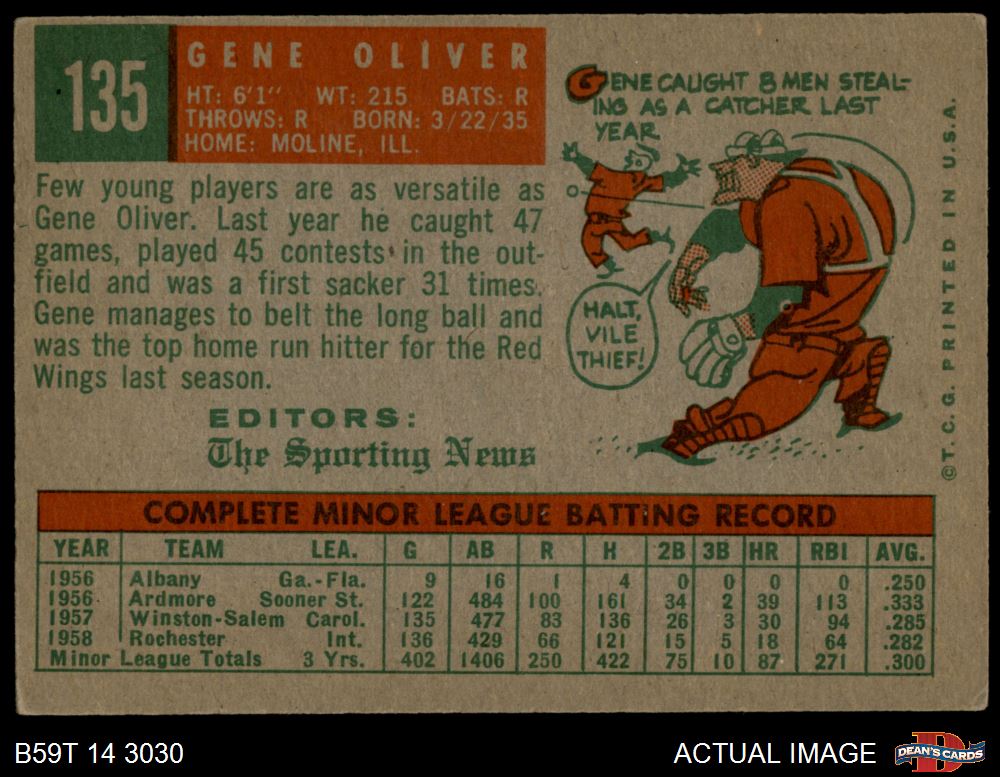 135
GENE OLIVER
HT: 6'1" WT: 215 BATS: R
THROWS: R BORN: 3/22/35
HOME: MOLINE, ILL.
Few young players are as versatile as
Gene Oliver. Last year he caught 47
games, played 45 contests in the out-
field and was a first sacker 31 times.
Gene manages to belt the long ball and
was the top home run hitter for the Red
Wings last season.
EDITORS:
The Sporting News
GENE CAUGHT 8 MEN STEAL-
ING AS A CATCHER LAST
YEAR
HALT,
VILE
THIEF!
©T.C.G. PRINTED IN U.S.A.
COMPLETE MINOR LEAGUE BATTING RECORD
YEAR TEAM LEA. G AB R H 2B 3B HR RBI AVG.
1956 Albany Ga.-Fla. 9 16 1 4 0 0 0 0 .250
1956 Ardmore Sooner St. 122 484 100 161 34 2 39 113 .333
1957 Winston-Salem Carol. 135 477 83 136 26 3 30 94 .285
1958 Rochester Int. 136 429 66 121 15 5 18 64 .282
Minor League Totals 3 Yrs. 402 1406 250 422 75 10 87 271 .300
B59T 14 3030
ACTUAL IMAGE
D
DEAN'S CARDS